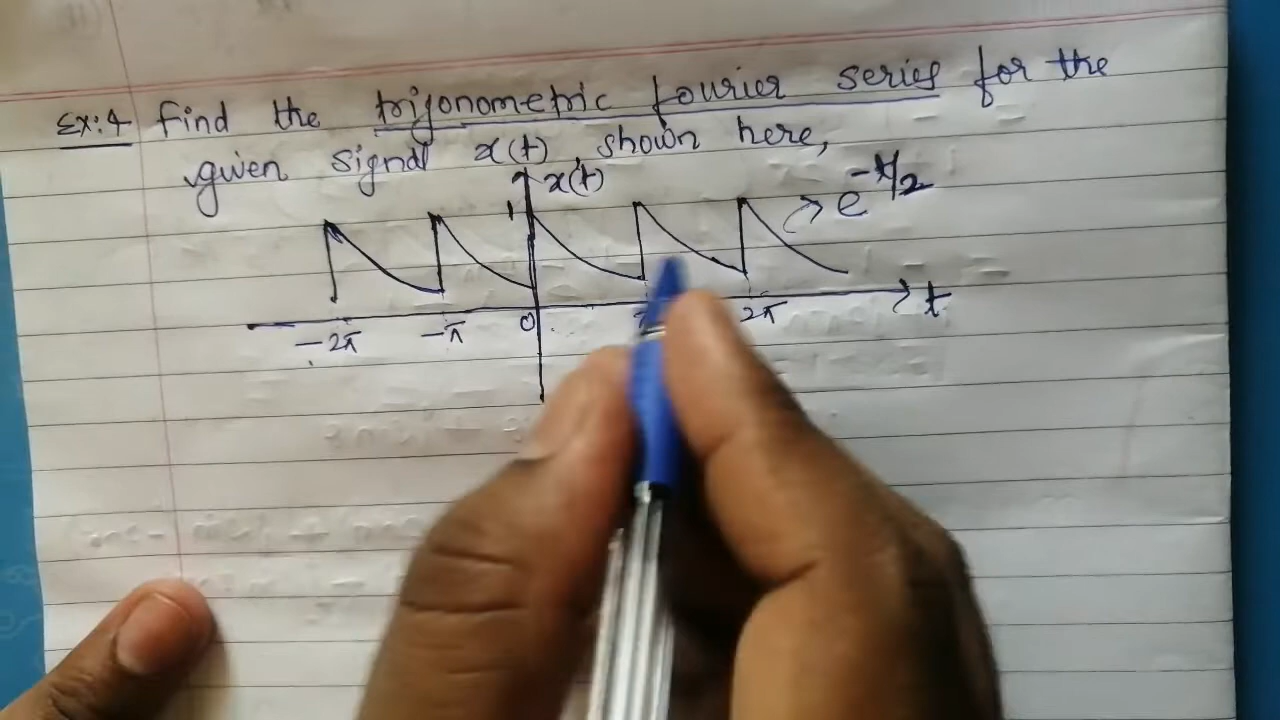 Ex:4 Find the trigonometric fourier series for the
given signal x(t), shown here,
x(t)
1
e^-t/2
-2π -π 0 2π t